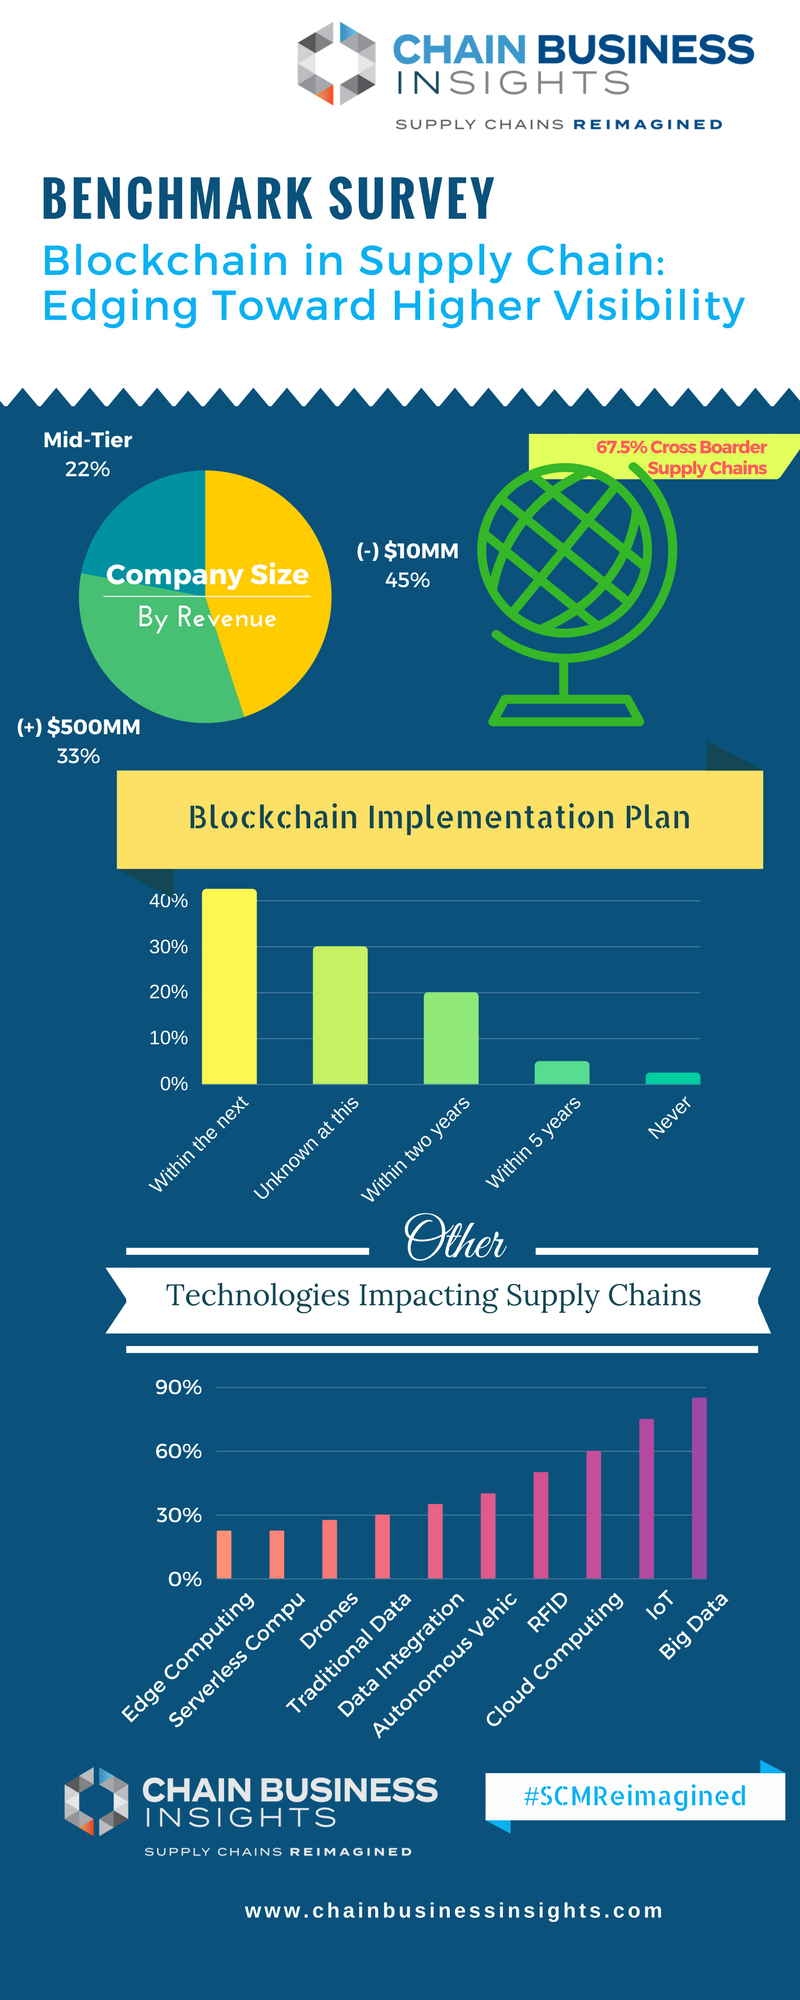 CHAIN BUSINESS
INSIGHTS
SUPPLY CHAINS REIMAGINED
BENCHMARK SURVEY
Blockchain in Supply Chain:
Edging Toward Higher Visibility
Mid-Tier
22%
67.5% Cross Boarder
Supply Chains
(-) $10MM
45%
Company Size
By Revenue
(+) $500MM
33%
Blockchain Implementation Plan
40%
30%
20%
10%
0%
Within the next
Unknown at this
Within two years
Within 5 years
Never
Other
Technologies Impacting Supply Chains
90%
60%
30%
0%
Edge Computing
Serverless Compu
Drones
Traditional Data
Data Integration
Autonomous Vehic
RFID
Cloud Computing
IoT
Big Data
CHAIN BUSINESS
INSIGHTS
SUPPLY CHAINS REIMAGINED
#SCMReimagined
www.chainbusinessinsights.com